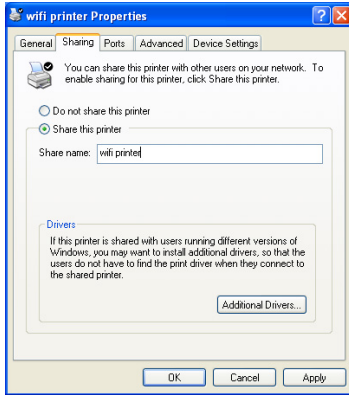 wifi printer Properties
General Sharing Ports Advanced Device Settings
You can share this printer with other users on your network. To
enable sharing for this printer, click Share this printer.
Do not share this printer
Share this printer
Share name: wifi printer
Drivers
If this printer is shared with users running different versions of
Windows, you may want to install additional drivers, so that the
users do not have to find the print driver when they connect to
the shared printer.
Additional Drivers...
OK Cancel Apply